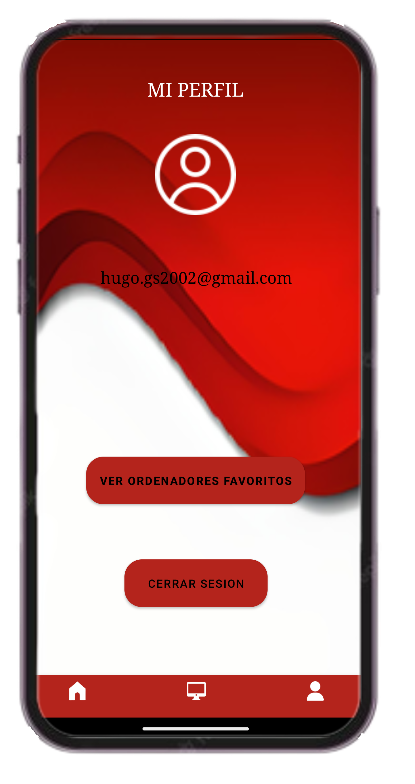 MI PERFIL
hugo.gs2002@gmail.com
VER ORDENADORES FAVORITOS
CERRAR SESION